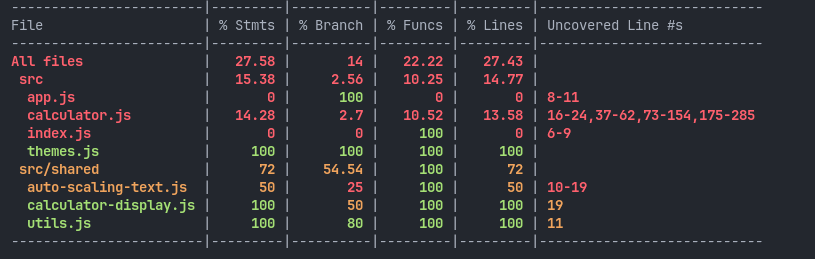 -------------------------|---------|----------|---------|---------|----------------------------
File                     | % Stmts | % Branch | % Funcs | % Lines | Uncovered Line #s
-------------------------|---------|----------|---------|---------|----------------------------
All files                |   27.58 |       14 |   22.22 |   27.43 |
 src                     |   15.38 |     2.56 |   10.25 |   14.77 |
  app.js                 |       0 |      100 |       0 |       0 | 8-11
  calculator.js          |   14.28 |      2.7 |   10.52 |   13.58 | 16-24,37-62,73-154,175-285
  index.js               |       0 |        0 |     100 |       0 | 6-9
  themes.js              |     100 |      100 |     100 |     100 |
 src/shared              |      72 |    54.54 |     100 |      72 |
  auto-scaling-text.js   |      50 |       25 |     100 |      50 | 10-19
  calculator-display.js  |     100 |       50 |     100 |     100 | 19
  utils.js               |     100 |       80 |     100 |     100 | 11
-------------------------|---------|----------|---------|---------|----------------------------